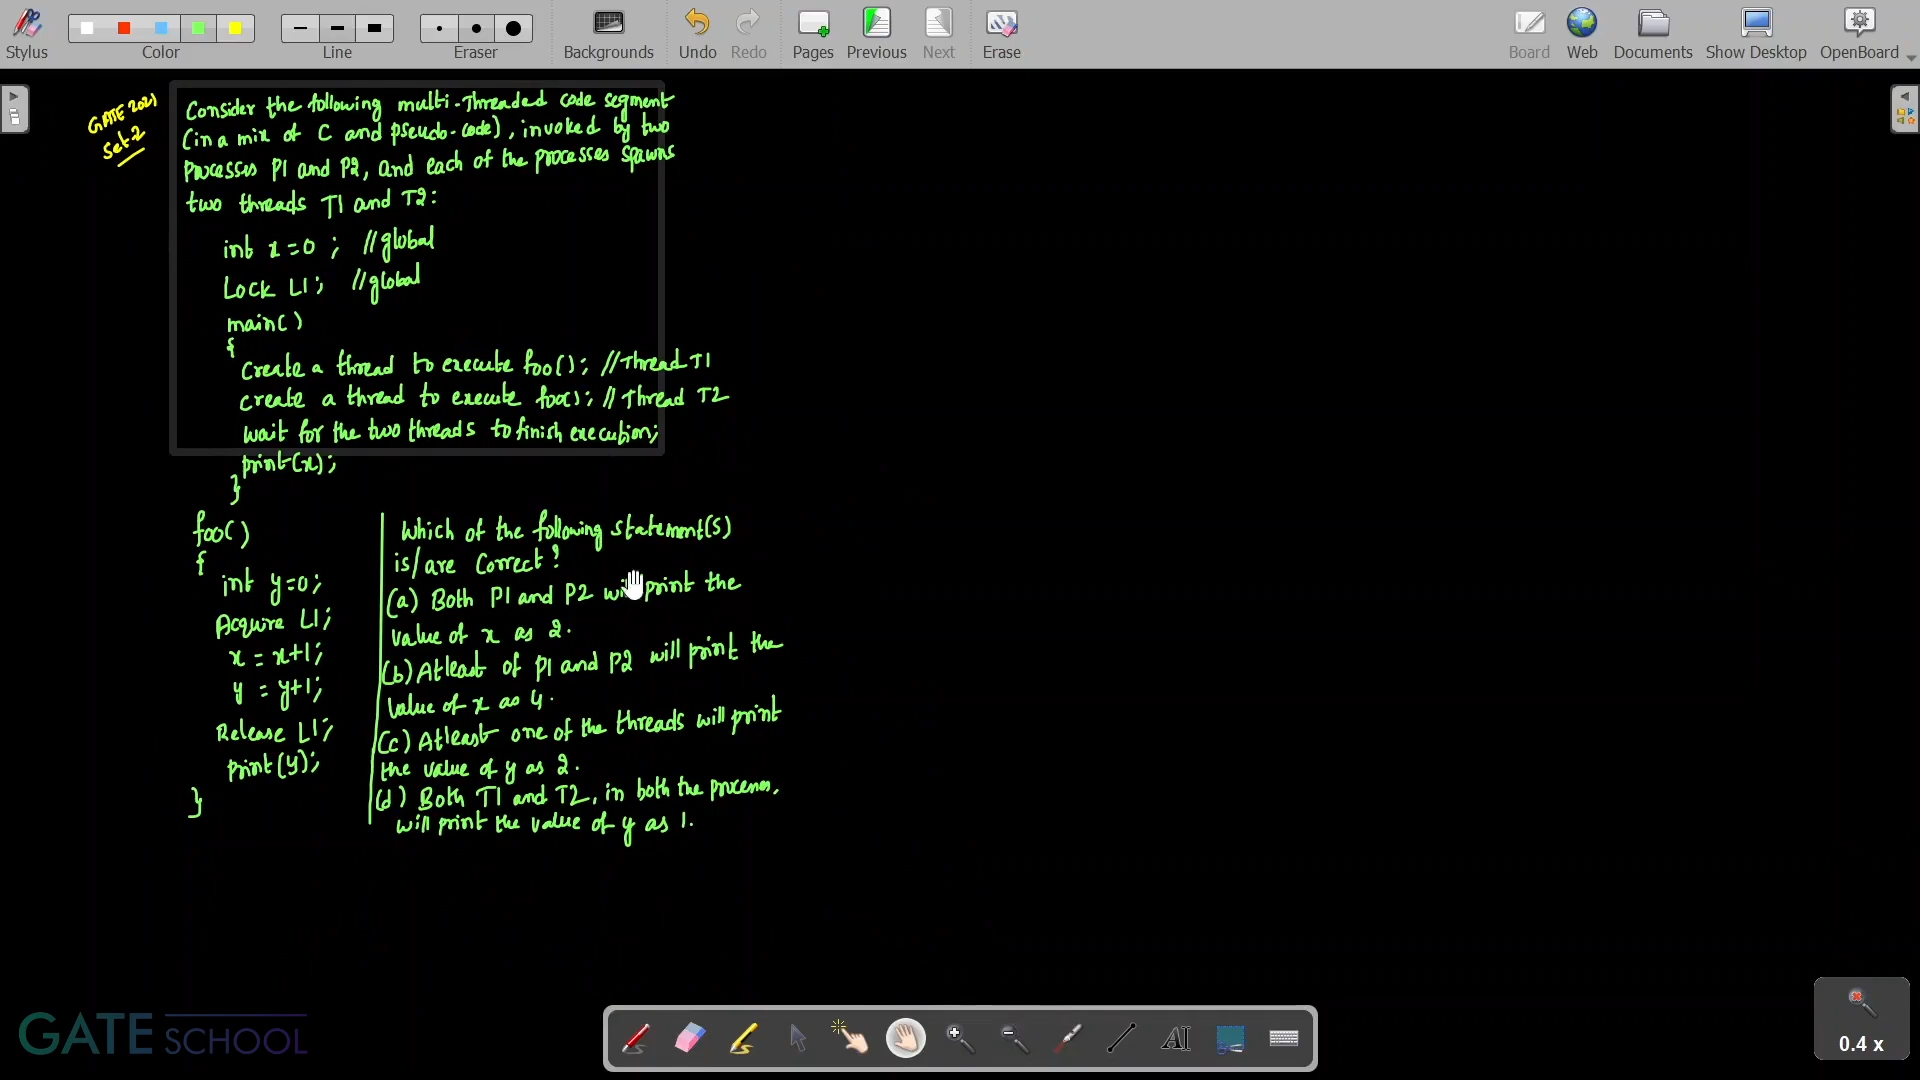 Stylus
Color
Line
Eraser
Backgrounds
Undo
Redo
Pages
Previous
Next
Erase
Board
Web
Documents
Show Desktop
OpenBoard
GATE 2021
Set-2
Consider the following multi-Threaded code segment
(in a mix of C and pseudo-code), invoked by two
processes P1 and P2, and each of the processes spawns
two threads T1 and T2:
int x=0 ; //global
Lock L1; //global
main()
{
Create a thread to execute foo(); //Thread T1
create a thread to execute foo(); //Thread T2
wait for the two threads to finish execution;
print(x);
}
foo()
{
int y=0;
Acquire L1;
x = x+1;
y = y+1;
Release L1;
print(y);
}
Which of the following statement(s)
is/are Correct?
(a) Both P1 and P2 will print the
value of x as 2.
(b) Atleast of P1 and P2 will print the
value of x as 4.
(c) Atleast one of the threads will print
the value of y as 2.
(d) Both T1 and T2, in both the processes,
will print the value of y as 1.
GATE SCHOOL
0.4 x